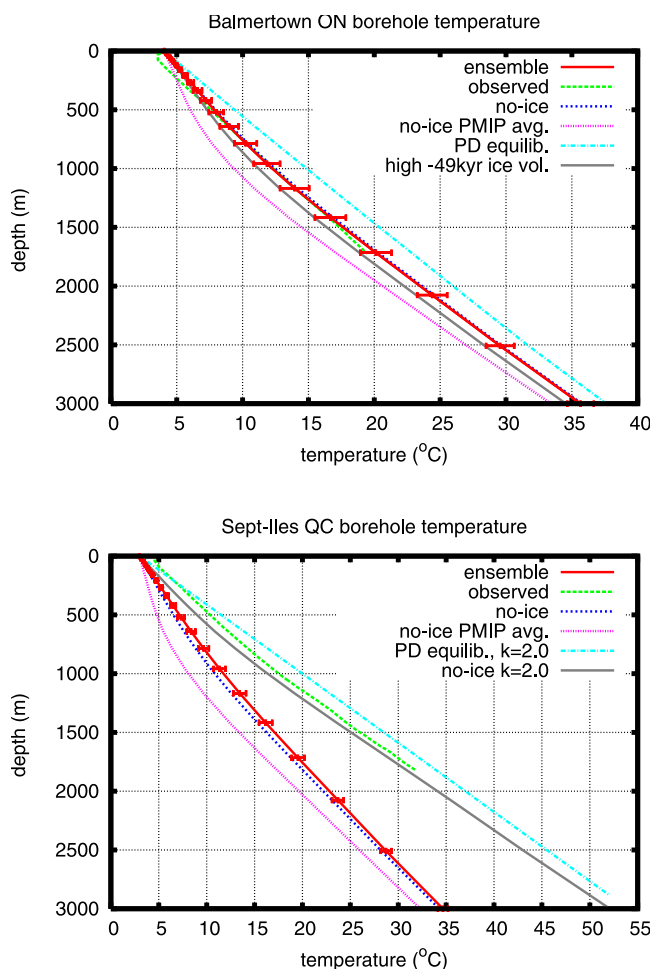 Balmertown ON borehole temperature
0
500
1000
1500
2000
2500
3000
depth (m)
ensemble
observed
no-ice
no-ice PMIP avg.
PD equilib.
high -49kyr ice vol.
0 5 10 15 20 25 30 35 40
temperature (°C)
Sept-Iles QC borehole temperature
0
500
1000
1500
2000
2500
3000
depth (m)
ensemble
observed
no-ice
no-ice PMIP avg.
PD equilib., k=2.0
no-ice k=2.0
0 5 10 15 20 25 30 35 40 45 50 55
temperature (°C)